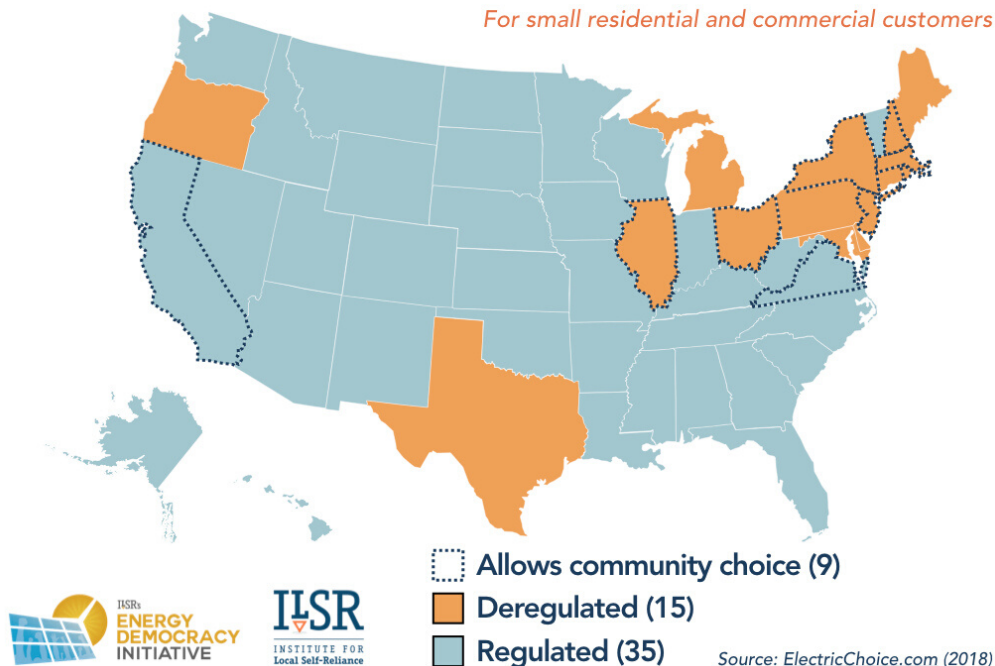 For small residential and commercial customers
Allows community choice (9)
Deregulated (15)
Regulated (35)
ILSR's
ENERGY
DEMOCRACY
INITIATIVE
ILSR
INSTITUTE FOR
Local Self-Reliance
Source: ElectricChoice.com (2018)